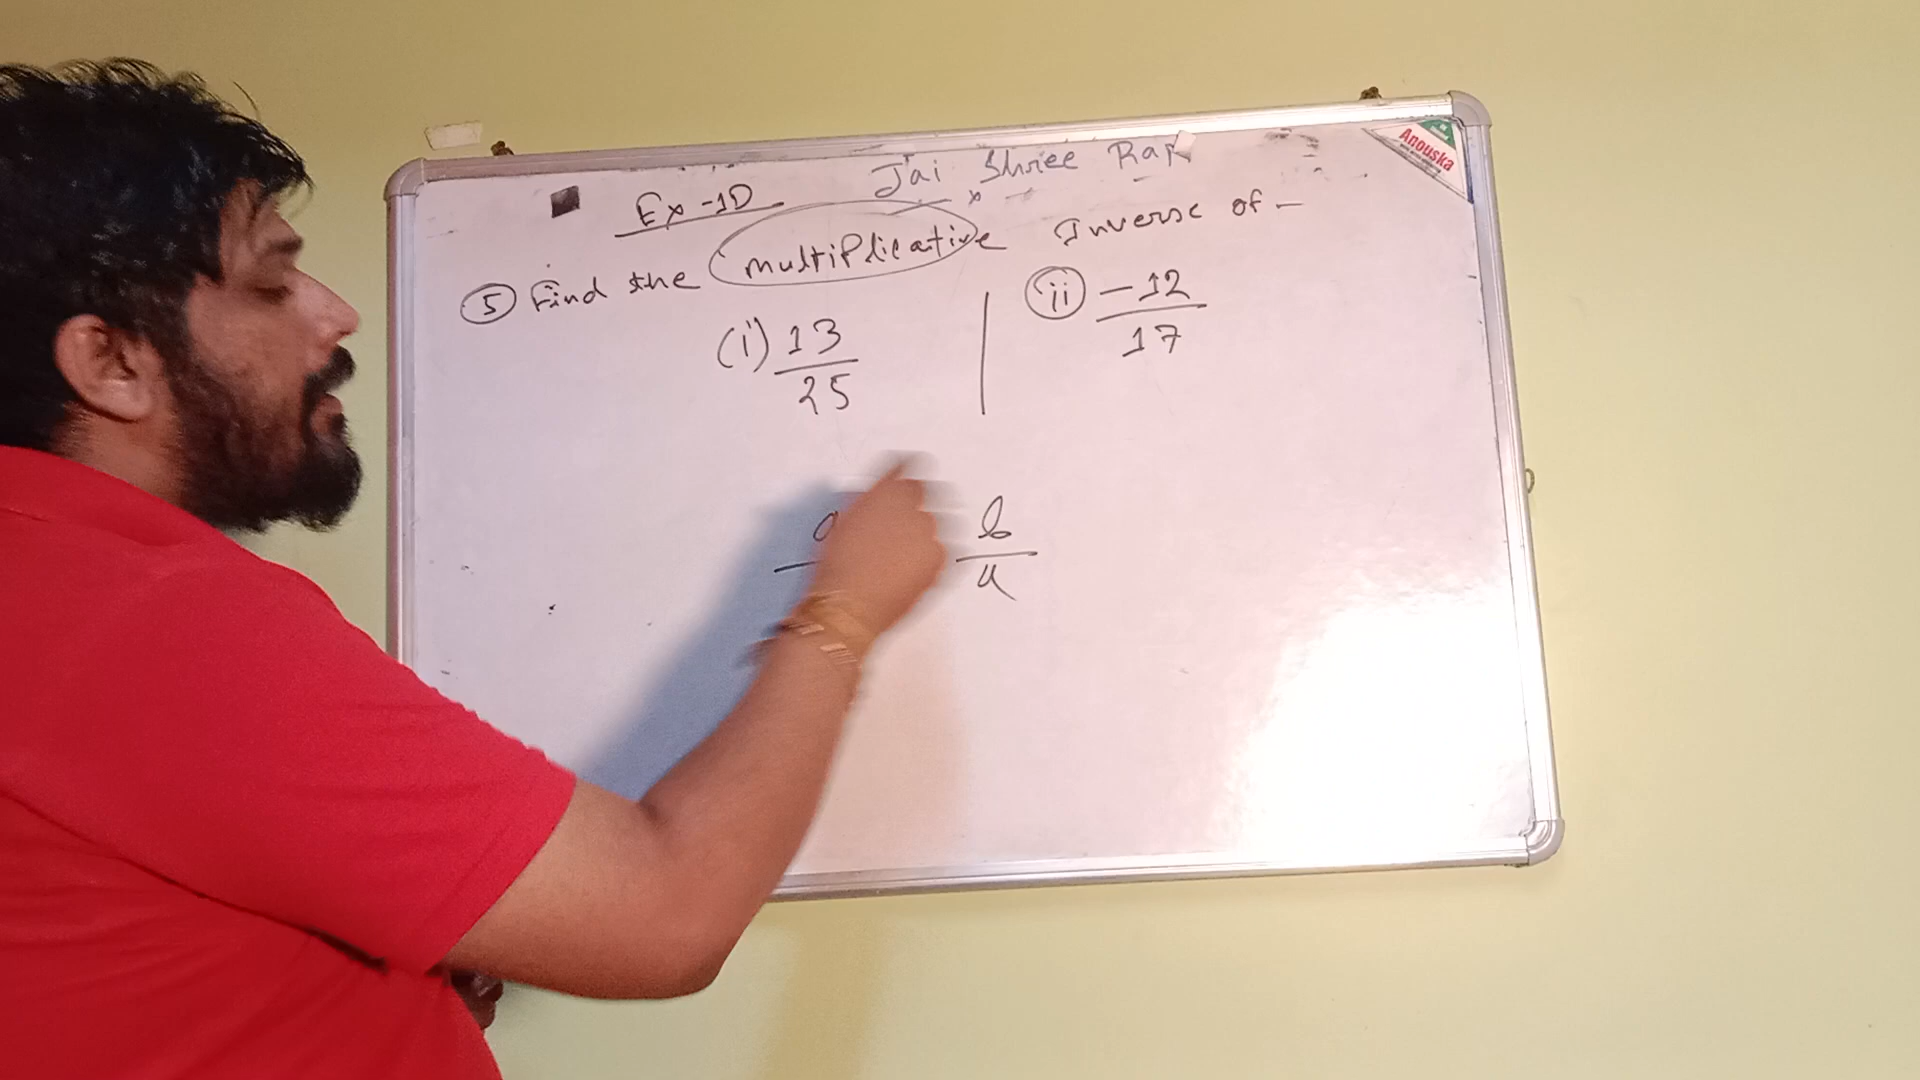 Jai Shree Ram
Ex-1D
5 Find the multiplicative Inverse of -
(i) 13/25
ii -12/17
a
b/a
Anouska